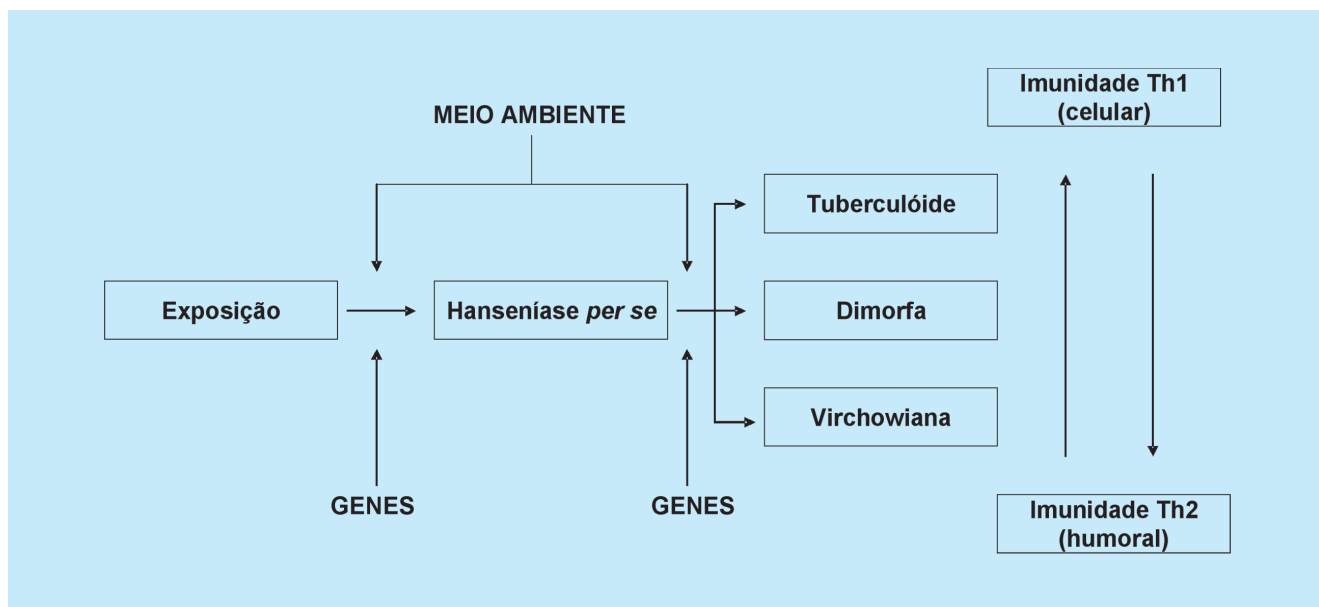 Imunidade Th1
(celular)
MEIO AMBIENTE
Tuberculóide
Exposição
Hanseníase per se
Dimorfa
Virchowiana
GENES
GENES
Imunidade Th2
(humoral)